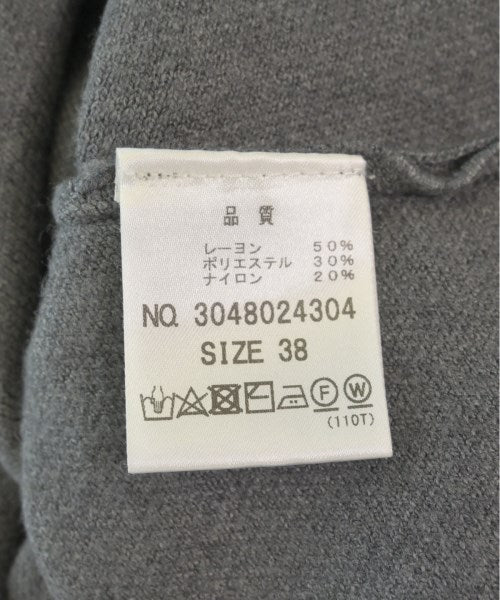 品質
レーヨン 50%
ポリエステル 30%
ナイロン 20%
NO. 3048024304
SIZE 38
F W
(110T)